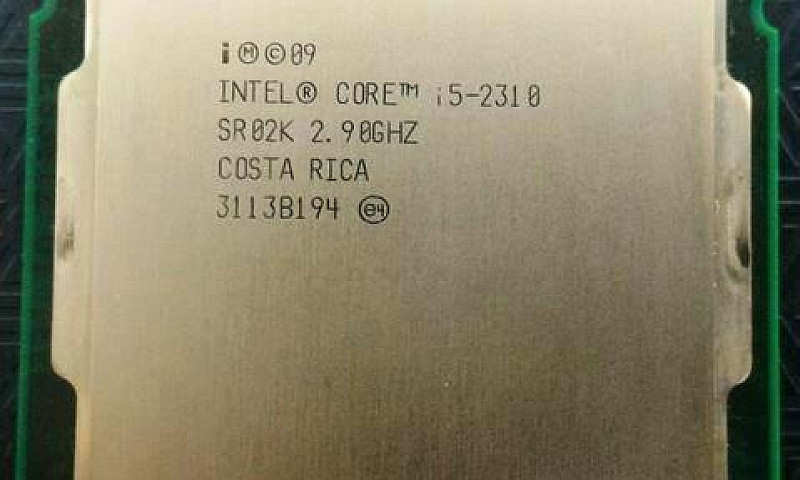 i Ⓜ © 09
INTEL® CORE™ i5-2310
SR02K 2.90GHZ
COSTA RICA
3113B194 e4